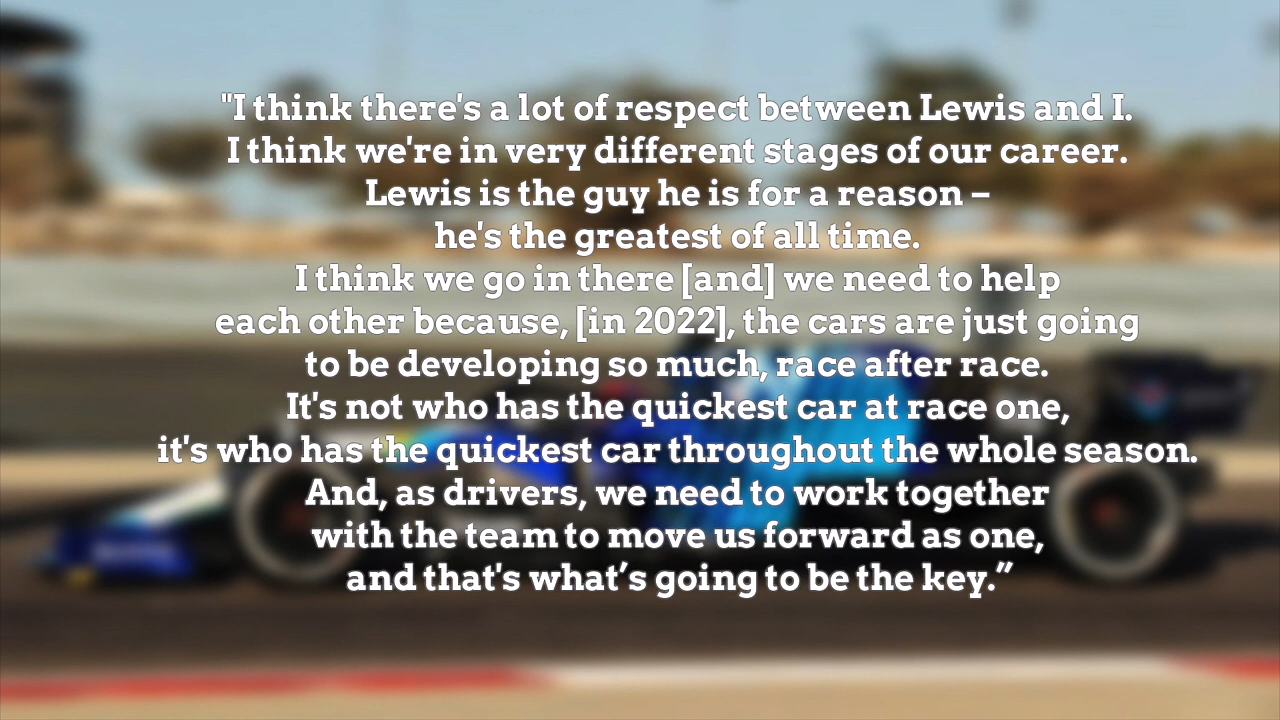 "I think there's a lot of respect between Lewis and I.
I think we're in very different stages of our career.
Lewis is the guy he is for a reason –
he's the greatest of all time.
I think we go in there [and] we need to help
each other because, [in 2022], the cars are just going
to be developing so much, race after race.
It's not who has the quickest car at race one,
it's who has the quickest car throughout the whole season.
And, as drivers, we need to work together
with the team to move us forward as one,
and that's what’s going to be the key.”